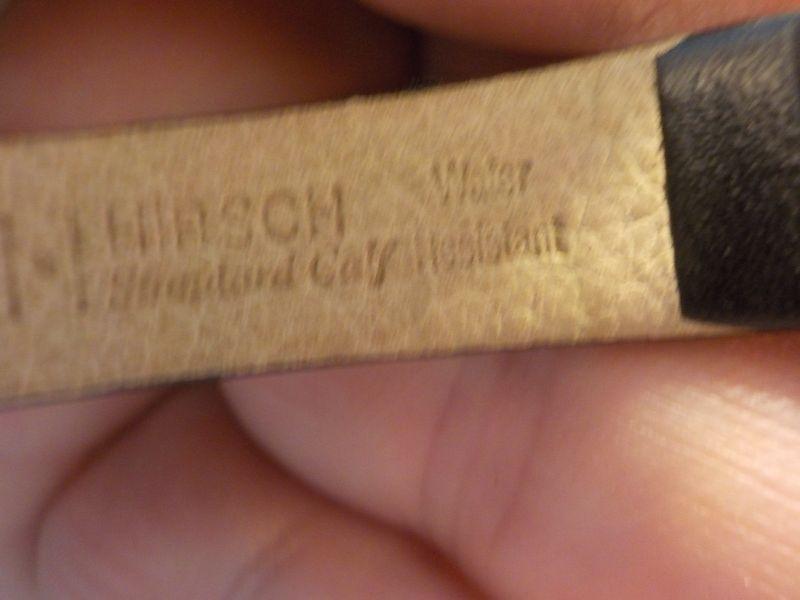 HIRSCH
Standard Calf
Water
Resistant